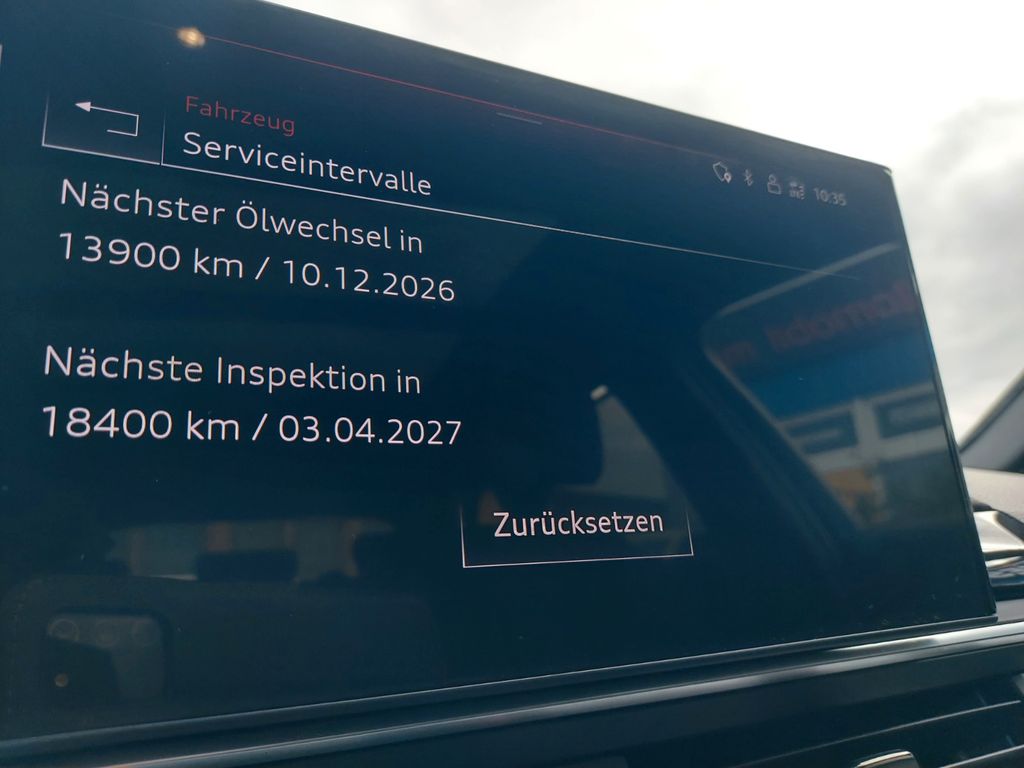 Fahrzeug
Serviceintervalle
10:35
Nächster Ölwechsel in
13900 km / 10.12.2026
Nächste Inspektion in
18400 km / 03.04.2027
Zurücksetzen